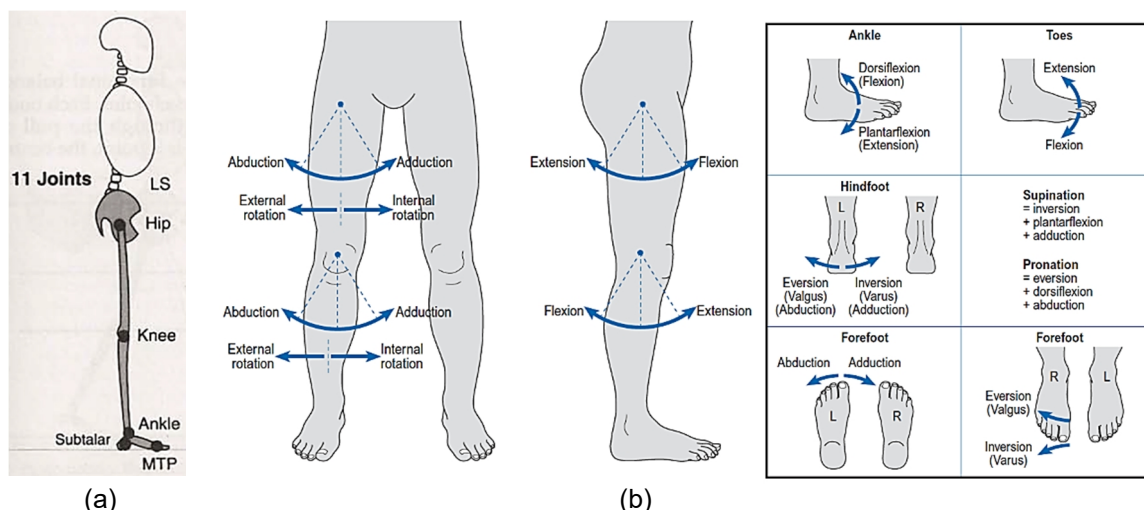 11 Joints
LS
Hip
Knee
Ankle
Subtalar
MTP
(a)
Abduction
Adduction
External
rotation
Internal
rotation
Abduction
Adduction
External
rotation
Internal
rotation
Extension
Flexion
Flexion
Extension
(b)
Ankle
Dorsiflexion
(Flexion)
Plantarflexion
(Extension)
Toes
Extension
Flexion
Hindfoot
L
R
Eversion
(Valgus)
(Abduction)
Inversion
(Varus)
(Adduction)
Supination
= inversion
+ plantarflexion
+ adduction
Pronation
= eversion
+ dorsiflexion
+ abduction
Forefoot
Abduction
Adduction
L
R
Forefoot
R
L
Eversion
(Valgus)
Inversion
(Varus)